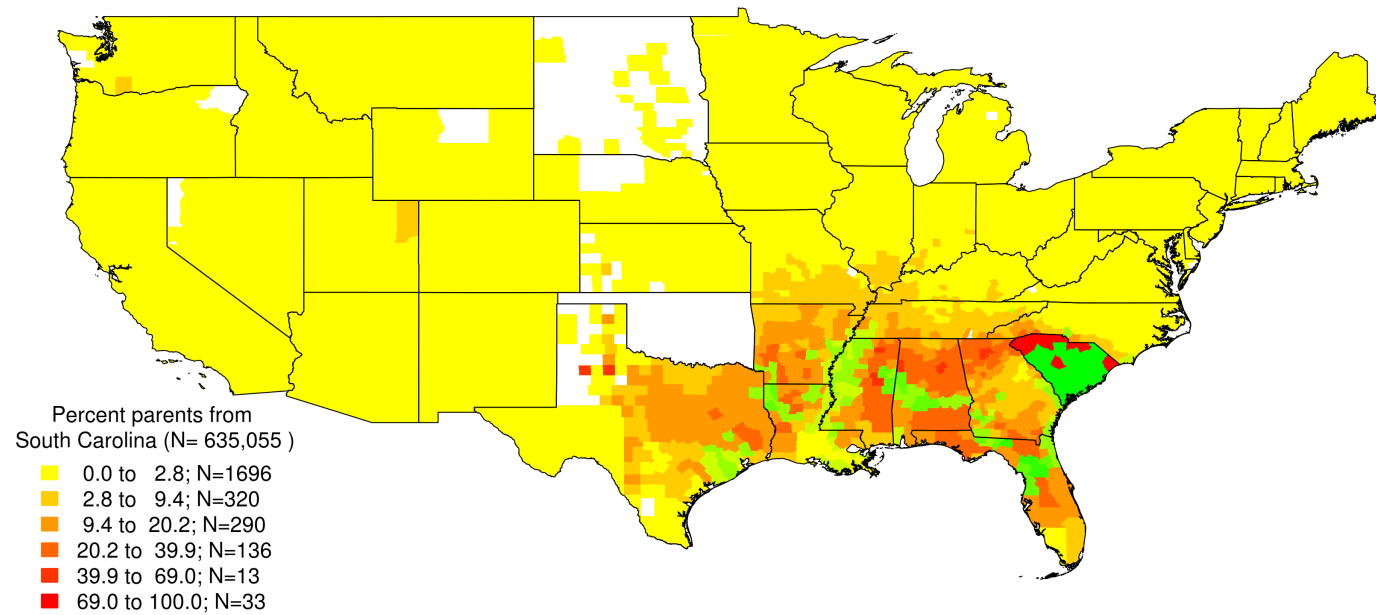 Percent parents from
South Carolina (N= 635,055 )
0.0 to 2.8; N=1696
2.8 to 9.4; N=320
9.4 to 20.2; N=290
20.2 to 39.9; N=136
39.9 to 69.0; N=13
69.0 to 100.0; N=33